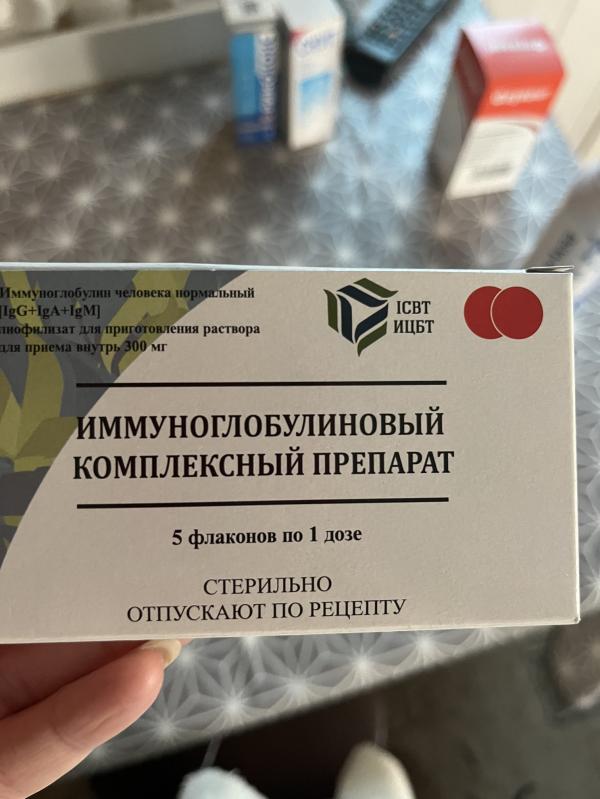 Иммуноглобулин человека нормальный
[IgG+IgA+IgM]
лиофилизат для приготовления раствора
для приема внутрь 300 мг
ICBT
ИЦБТ
ИММУНОГЛОБУЛИНОВЫЙ
КОМПЛЕКСНЫЙ ПРЕПАРАТ
5 флаконов по 1 дозе
СТЕРИЛЬНО
ОТПУСКАЮТ ПО РЕЦЕПТУ